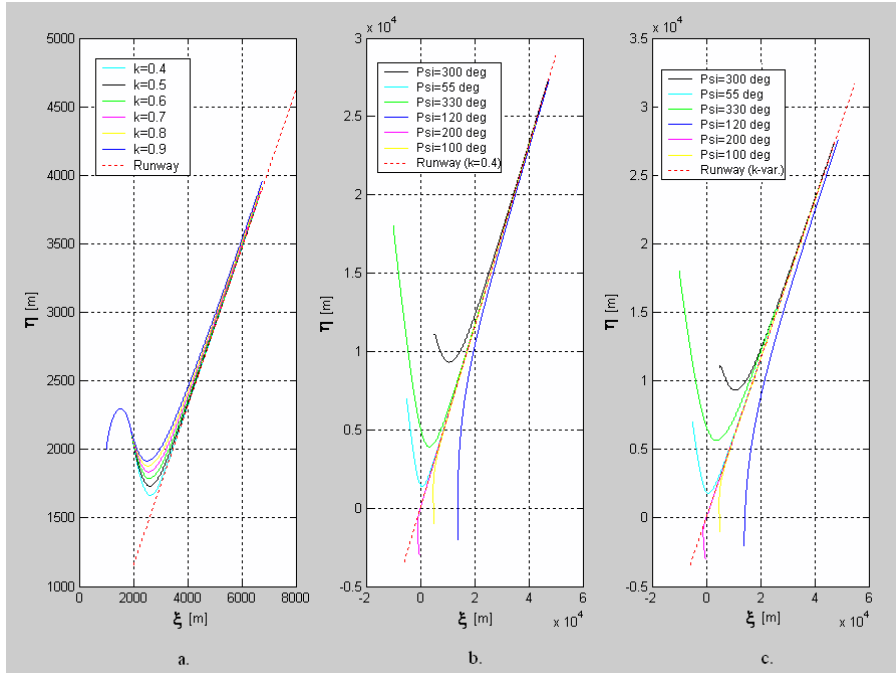 5000
4500
4000
3500
3000
2500
2000
1500
1000
0
2000
4000
6000
8000
η [m]
ξ [m]
k=0.4
k=0.5
k=0.6
k=0.7
k=0.8
k=0.9
Runway
a.
x 10^4
3
2.5
2
1.5
1
0.5
0
-0.5
-2
0
2
4
6
x 10^4
η [m]
ξ [m]
Psi=300 deg
Psi=55 deg
Psi=330 deg
Psi=120 deg
Psi=200 deg
Psi=100 deg
Runway (k=0.4)
b.
x 10^4
3.5
3
2.5
2
1.5
1
0.5
0
-0.5
-2
0
2
4
6
x 10^4
η [m]
ξ [m]
Psi=300 deg
Psi=55 deg
Psi=330 deg
Psi=120 deg
Psi=200 deg
Psi=100 deg
Runway (k-var.)
c.